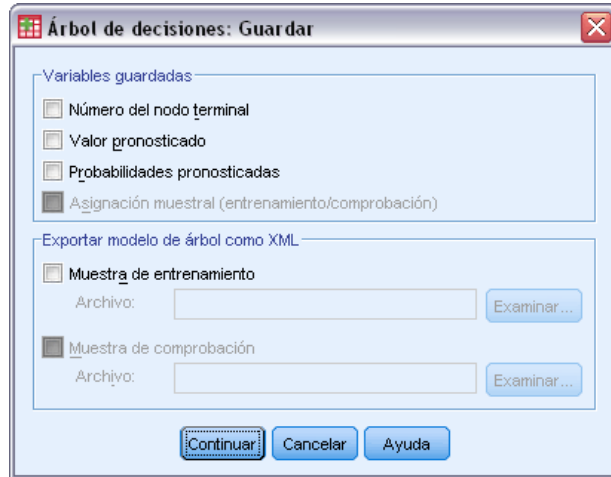 Árbol de decisiones: Guardar
Variables guardadas
Número del nodo terminal
Valor pronosticado
Probabilidades pronosticadas
Asignación muestral (entrenamiento/comprobación)
Exportar modelo de árbol como XML
Muestra de entrenamiento
Archivo: Examinar...
Muestra de comprobación
Archivo: Examinar...
Continuar Cancelar Ayuda